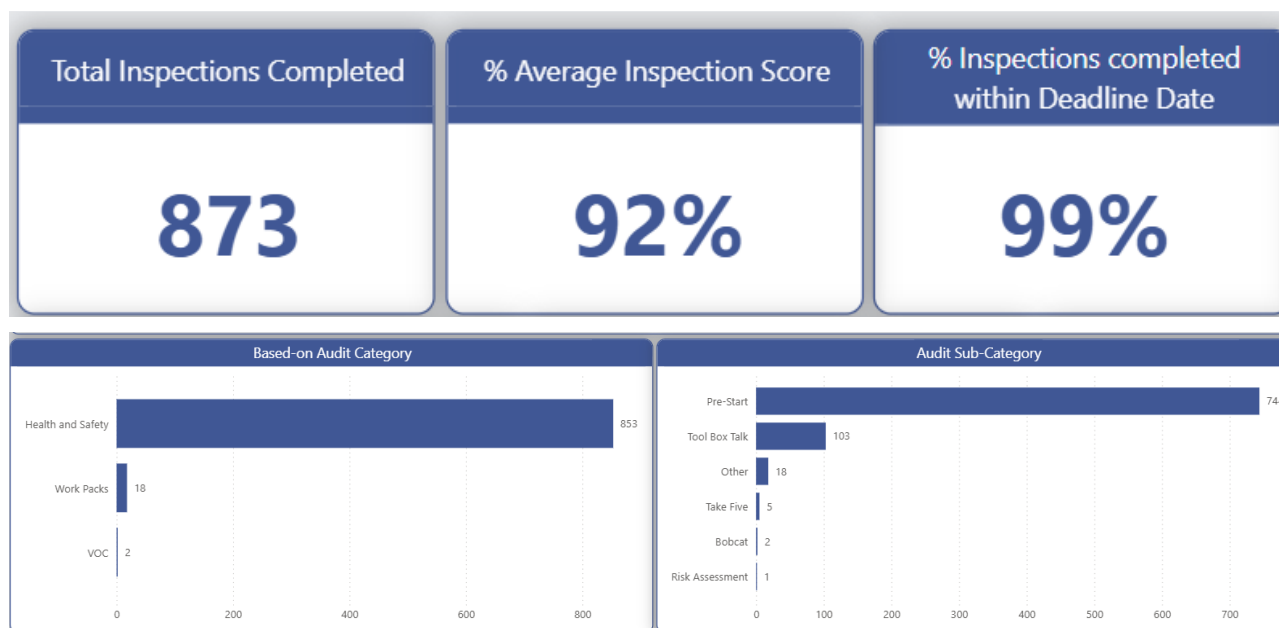 Total Inspections Completed
% Average Inspection Score
% Inspections completed
within Deadline Date
873
92%
99%
Based-on Audit Category
Health and Safety
853
Work Packs
18
VOC
2
0
200
400
600
800
Audit Sub-Category
Pre-Start
Tool Box Talk
103
Other
18
Take Five
5
Bobcat
2
Risk Assessment
1
0
100
200
300
400
500
600
700